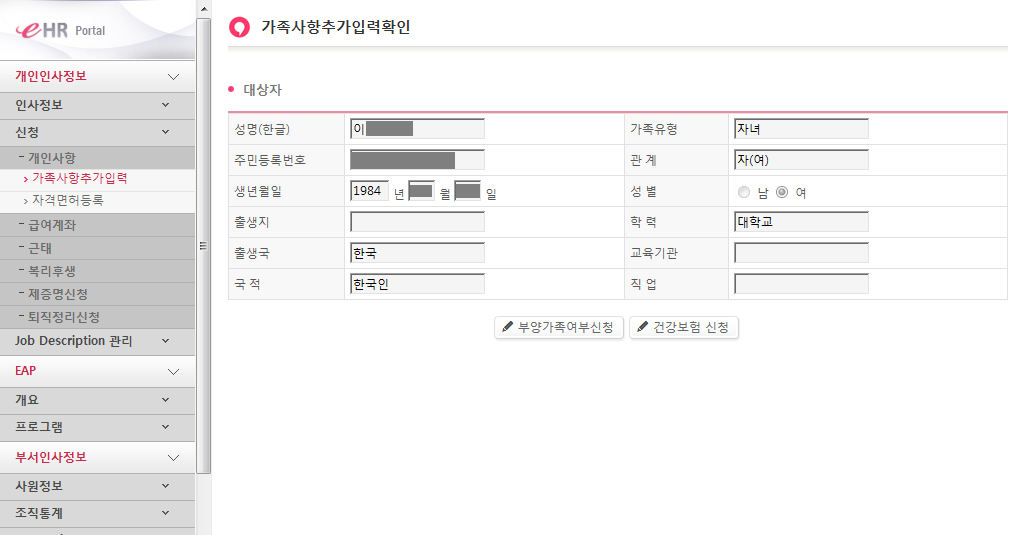 eHR Portal
개인인사정보
인사정보
신청
- 개인사항
› 가족사항추가입력
› 자격면허등록
- 급여계좌
- 근태
- 복리후생
- 제증명신청
- 퇴직정리신청
Job Description 관리
EAP
개요
프로그램
부서인사정보
사원정보
조직통계
가족사항추가입력확인
대상자
성명(한글) 이 가족유형 자녀
주민등록번호 관 계 자(여)
생년월일 1984 년 월 일 성 별 남 여
출생지 학 력 대학교
출생국 한국 교육기관
국 적 한국인 직 업
부양가족여부신청 건강보험 신청